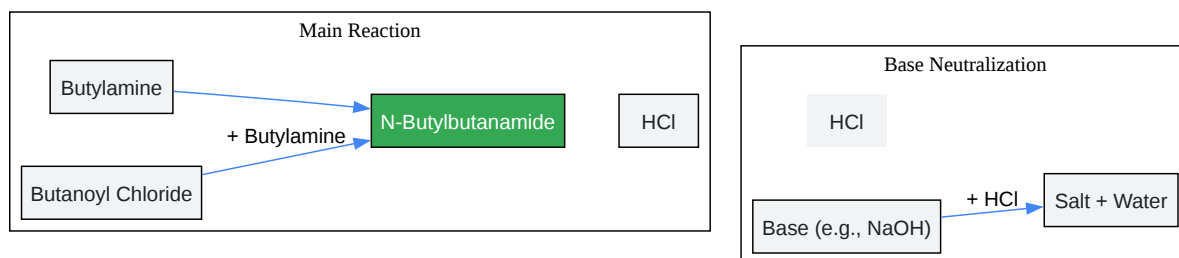 Main Reaction
Butylamine
+ Butylamine
Butanoyl Chloride
N-Butylbutanamide
HCl
Base Neutralization
HCl
Base (e.g., NaOH)
+ HCl
Salt + Water